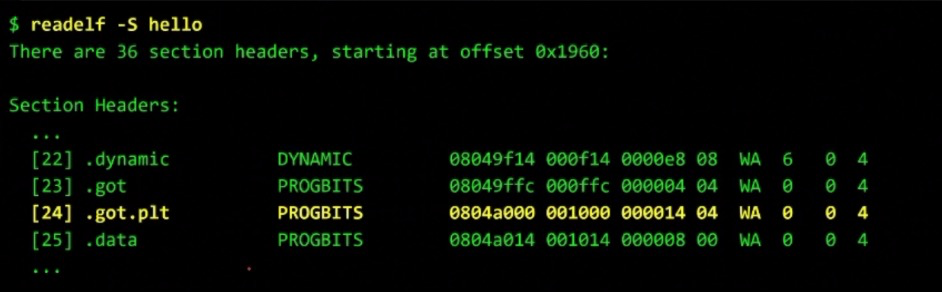 $ readelf -S hello
There are 36 section headers, starting at offset 0x1960:
Section Headers:
...
[22] .dynamic DYNAMIC 08049f14 000f14 0000e8 08 WA 6 0 4
[23] .got PROGBITS 08049ffc 000ffc 000004 04 WA 0 0 4
[24] .got.plt PROGBITS 0804a000 001000 000014 04 WA 0 0 4
[25] .data PROGBITS 0804a014 001014 000008 00 WA 0 0 4
...